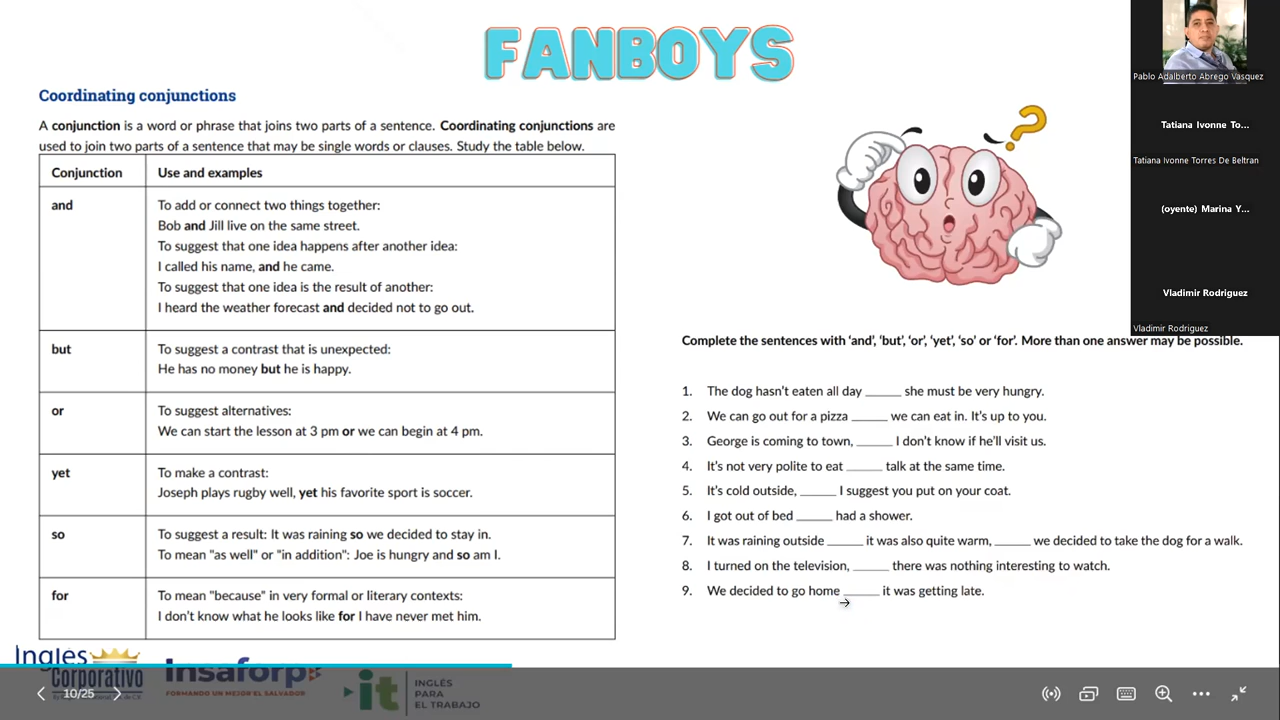 FANBOYS
Coordinating conjunctions
A conjunction is a word or phrase that joins two parts of a sentence. Coordinating conjunctions are
used to join two parts of a sentence that may be single words or clauses. Study the table below.
Conjunction Use and examples
and To add or connect two things together:
Bob and Jill live on the same street.
To suggest that one idea happens after another idea:
I called his name, and he came.
To suggest that one idea is the result of another:
I heard the weather forecast and decided not to go out.
but To suggest a contrast that is unexpected:
He has no money but he is happy.
or To suggest alternatives:
We can start the lesson at 3 pm or we can begin at 4 pm.
yet To make a contrast:
Joseph plays rugby well, yet his favorite sport is soccer.
so To suggest a result: It was raining so we decided to stay in.
To mean "as well" or "in addition": Joe is hungry and so am I.
for To mean "because" in very formal or literary contexts:
I don't know what he looks like for I have never met him.
Complete the sentences with 'and', 'but', 'or', 'yet', 'so' or 'for'. More than one answer may be possible.
1. The dog hasn't eaten all day _____ she must be very hungry.
2. We can go out for a pizza _____ we can eat in. It's up to you.
3. George is coming to town, _____ I don't know if he'll visit us.
4. It's not very polite to eat _____ talk at the same time.
5. It's cold outside, _____ I suggest you put on your coat.
6. I got out of bed _____ had a shower.
7. It was raining outside _____ it was also quite warm, _____ we decided to take the dog for a walk.
8. I turned on the television, _____ there was nothing interesting to watch.
9. We decided to go home _____ it was getting late.
Pablo Adalberto Abrego Vasquez
Tatiana Ivonne To...
Tatiana Ivonne Torres De Beltran
(oyente) Marina Y...
Vladimir Rodriguez
Vladimir Rodriguez
Ingles
Corporativo
Insaforp
FORMANDO UN MEJOR EL SALVADOR
it
INGLÉS
PARA
EL TRABAJO
10/25